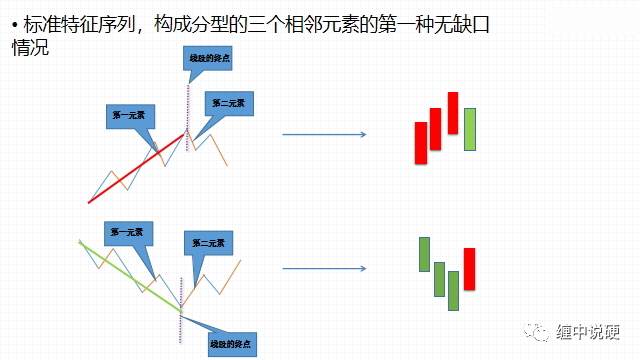 • 标准特征序列，构成分型的三个相邻元素的第一种无缺口
情况
线段的终点
第一元素
第二元素
第一元素
第二元素
线段的终点
缠中说硬